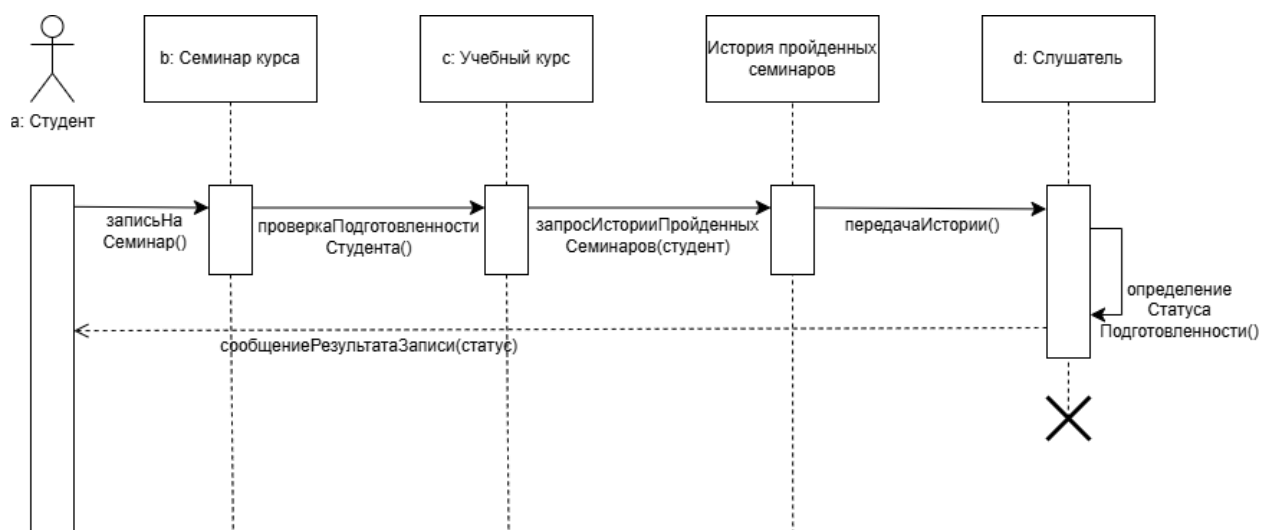 a: Студент
b: Семинар курса
c: Учебный курс
История пройденных
семинаров
d: Слушатель
записьНа
Семинар()
проверкаПодготовленности
Студента()
запросИсторииПройденных
Семинаров(студент)
передачаИстории()
определение
Статуса
Подготовленности()
сообщениеРезультатаЗаписи(статус)